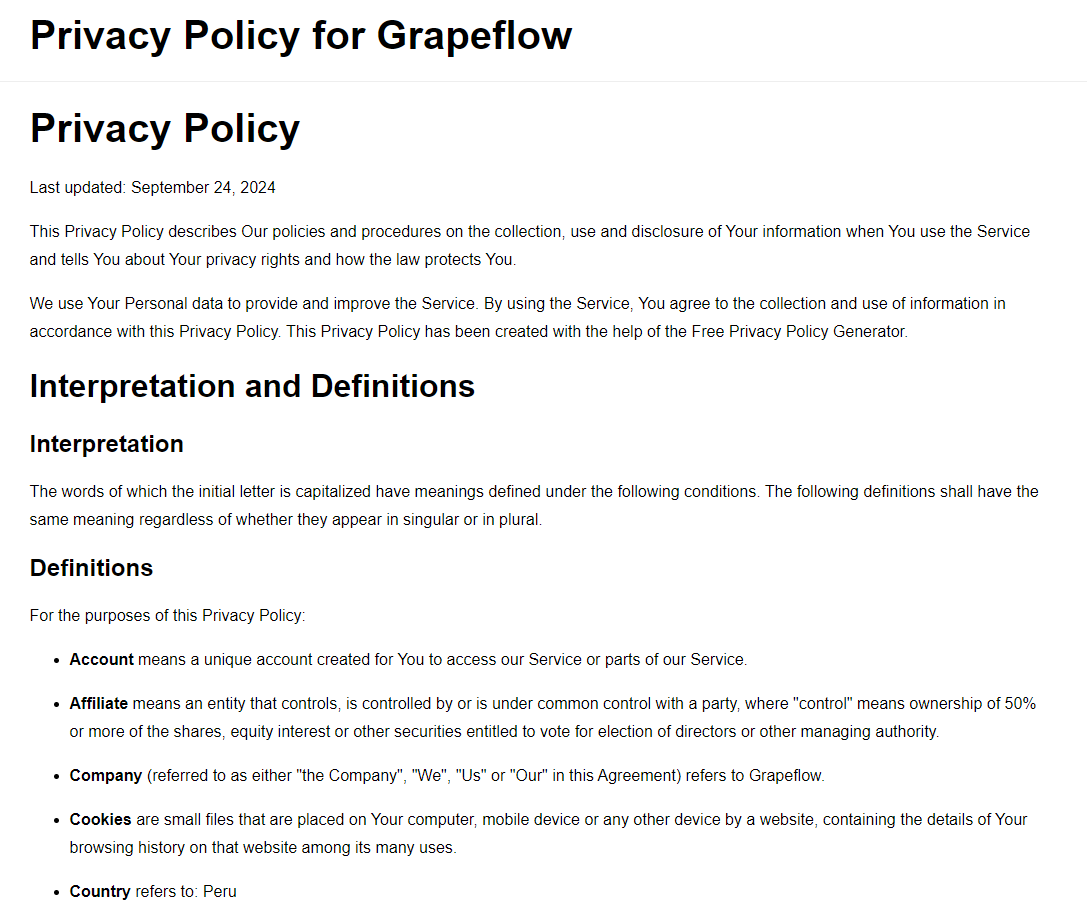 Privacy Policy for Grapeflow
Privacy Policy
Last updated: September 24, 2024
This Privacy Policy describes Our policies and procedures on the collection, use and disclosure of Your information when You use the Service
and tells You about Your privacy rights and how the law protects You.
We use Your Personal data to provide and improve the Service. By using the Service, You agree to the collection and use of information in
accordance with this Privacy Policy. This Privacy Policy has been created with the help of the Free Privacy Policy Generator.
Interpretation and Definitions
Interpretation
The words of which the initial letter is capitalized have meanings defined under the following conditions. The following definitions shall have the
same meaning regardless of whether they appear in singular or in plural.
Definitions
For the purposes of this Privacy Policy:
• Account means a unique account created for You to access our Service or parts of our Service.
• Affiliate means an entity that controls, is controlled by or is under common control with a party, where "control" means ownership of 50%
or more of the shares, equity interest or other securities entitled to vote for election of directors or other managing authority.
• Company (referred to as either "the Company", "We", "Us" or "Our" in this Agreement) refers to Grapeflow.
• Cookies are small files that are placed on Your computer, mobile device or any other device by a website, containing the details of Your
browsing history on that website among its many uses.
• Country refers to: Peru